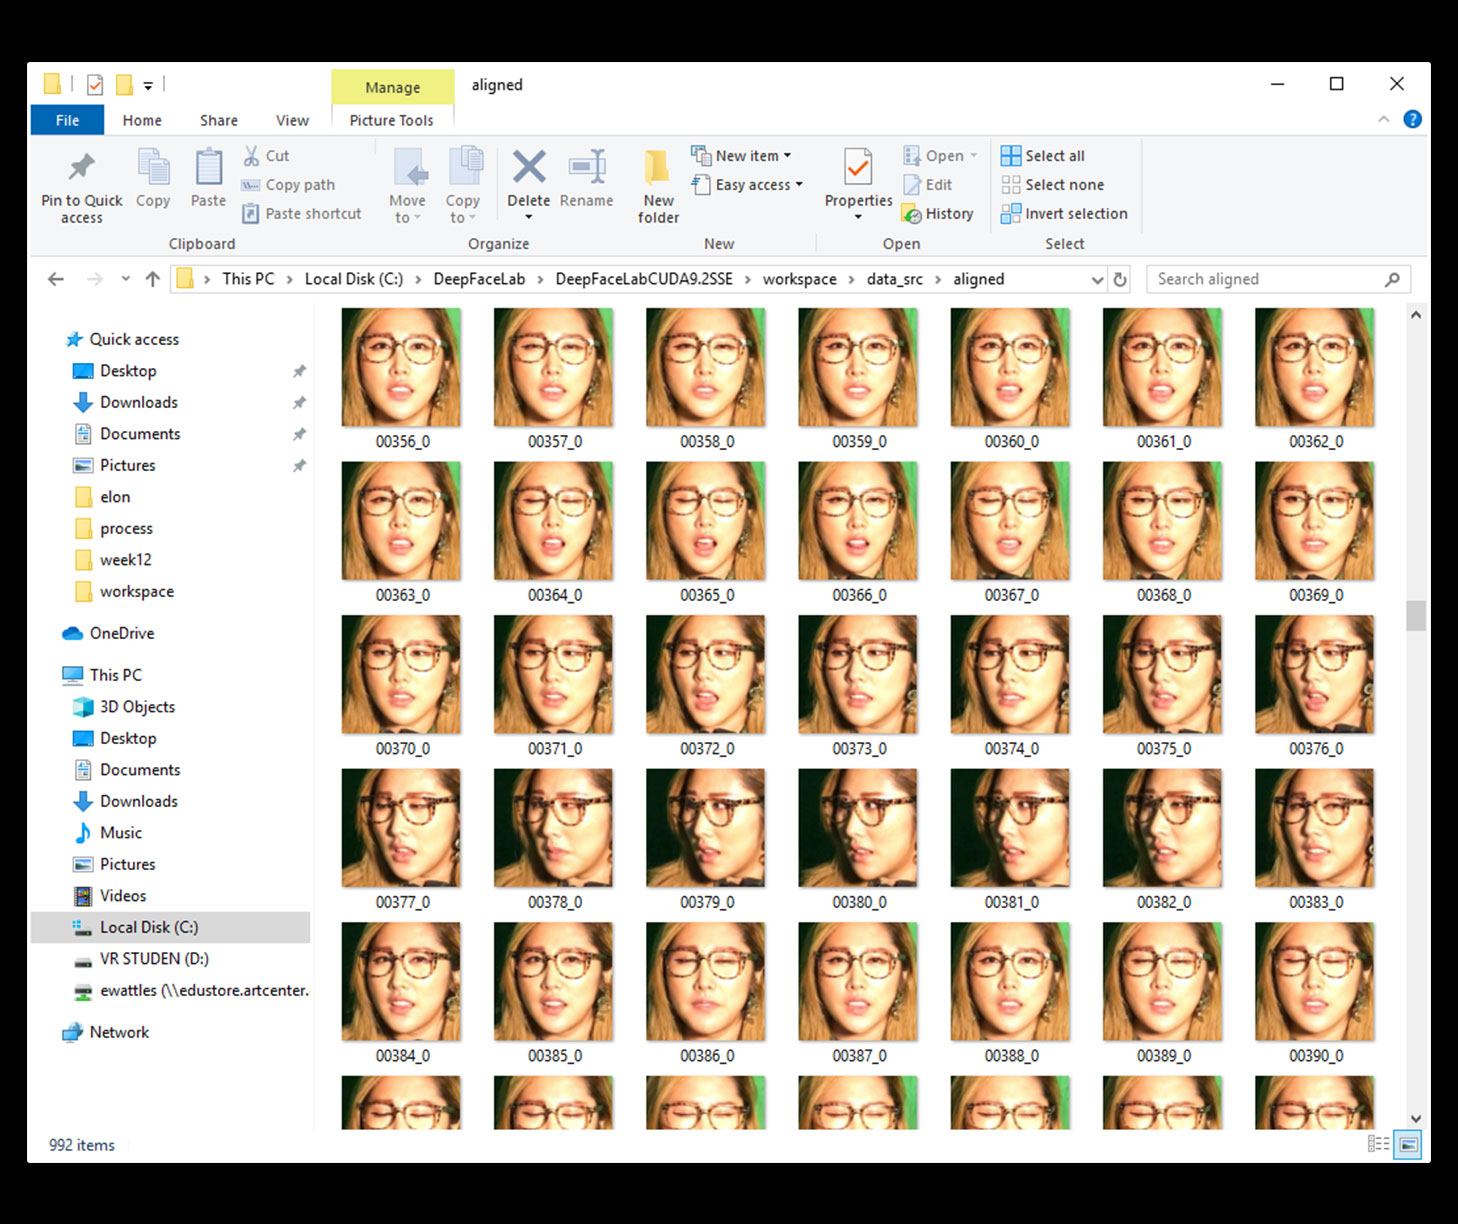 Manage
aligned
File
Home
Share
View
Picture Tools
Pin to Quick access
Copy
Paste
Cut
Copy path
Paste shortcut
Clipboard
Move to
Copy to
Delete
Rename
Organize
New folder
New item
Easy access
New
Properties
Open
Edit
History
Open
Select all
Select none
Invert selection
Select
This PC
Local Disk (C:)
DeepFaceLab
DeepFaceLabCUDA9.2SSE
workspace
data_src
aligned
Search aligned
Quick access
Desktop
Downloads
Documents
Pictures
elon
process
week12
workspace
OneDrive
This PC
3D Objects
Desktop
Documents
Downloads
Music
Pictures
Videos
Local Disk (C:)
VR STUDEN (D:)
ewattles (\\edustore.artcenter.
Network
00356_0 00357_0 00358_0 00359_0 00360_0 00361_0 00362_0
00363_0 00364_0 00365_0 00366_0 00367_0 00368_0 00369_0
00370_0 00371_0 00372_0 00373_0 00374_0 00375_0 00376_0
00377_0 00378_0 00379_0 00380_0 00381_0 00382_0 00383_0
00384_0 00385_0 00386_0 00387_0 00388_0 00389_0 00390_0
992 items